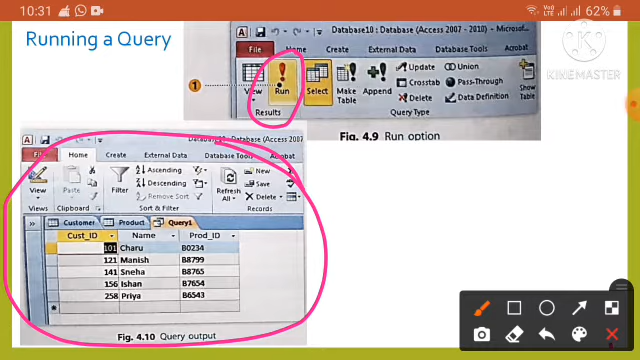 10:31
Vo)) LTE
62%
Running a Query
Database18 : Database (Access 2007 - 2010) - Microsof
File Home Create External Data Database Tools Acrobat
View
Run
Select
Make Table
Append
Update
Crosstab
Delete
Union
Pass-Through
Data Definition
Show Table
Results
Query Type
1
Fig. 4.9 Run option
KINEMASTER
(Access 2007
File Home Create External Data Database Tools Acrobat
View
Paste
Filter
Ascending
Descending
Remove Sort
Refresh All
New
Save
Delete
Views
Clipboard
Sort & Filter
Records
Customer Product Query1
Cust_ID Name Prod_ID
101 Charu B0234
121 Manish B8799
141 Sneha B8765
156 Ishan B7654
258 Priya B6543
Fig. 4.10 Query output